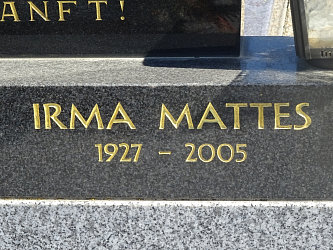 ANFT!
IRMA MATTES
1927 – 2005